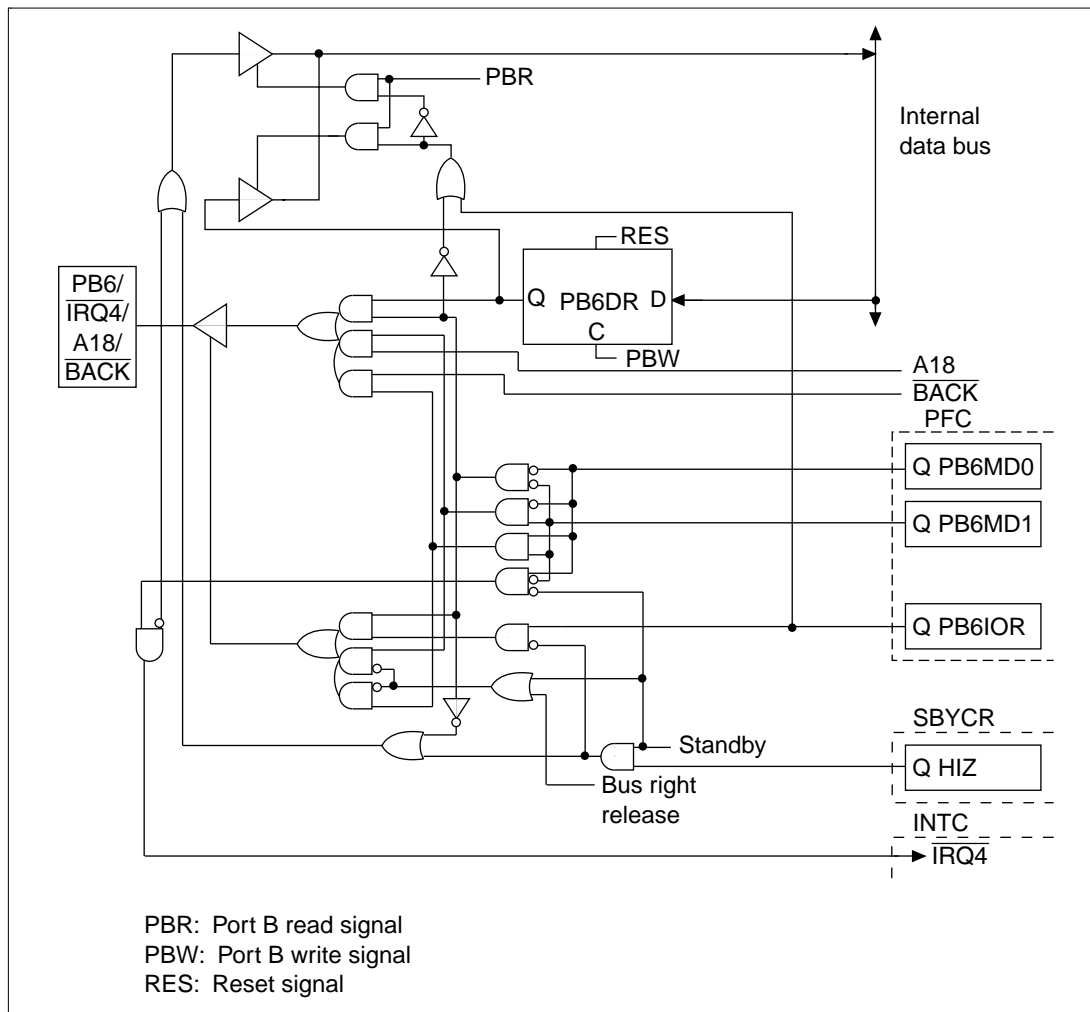 PBR
Internal
data bus
RES
Q PB6DR D
C
PBW
PB6/
IRQ4/
A18/
BACK
A18
BACK
PFC
Q PB6MD0
Q PB6MD1
Q PB6IOR
SBYCR
Standby
Q HIZ
Bus right
release
INTC
IRQ4
PBR: Port B read signal
PBW: Port B write signal
RES: Reset signal